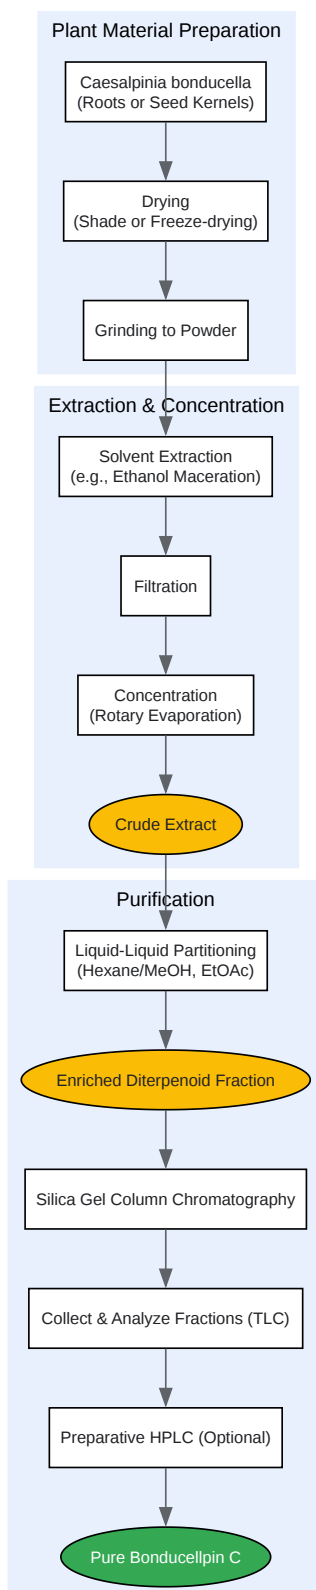 Plant Material Preparation
Caesalpinia bonducella
(Roots or Seed Kernels)
Drying
(Shade or Freeze-drying)
Grinding to Powder
Extraction & Concentration
Solvent Extraction
(e.g., Ethanol Maceration)
Filtration
Concentration
(Rotary Evaporation)
Crude Extract
Purification
Liquid-Liquid Partitioning
(Hexane/MeOH, EtOAc)
Enriched Diterpenoid Fraction
Silica Gel Column Chromatography
Collect & Analyze Fractions (TLC)
Preparative HPLC (Optional)
Pure Bonducellpin C